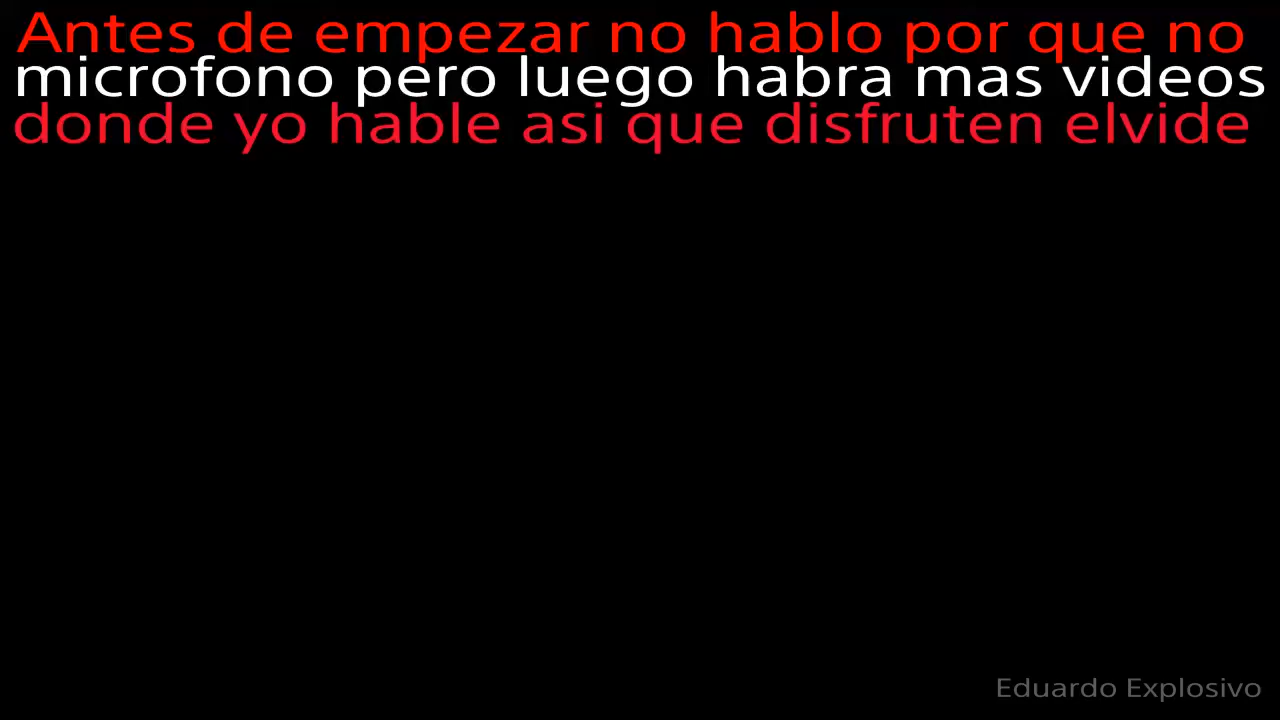 Antes de empezar no hablo por que no
microfono pero luego habra mas videos
donde yo hable asi que disfruten elvide
Eduardo Explosivo